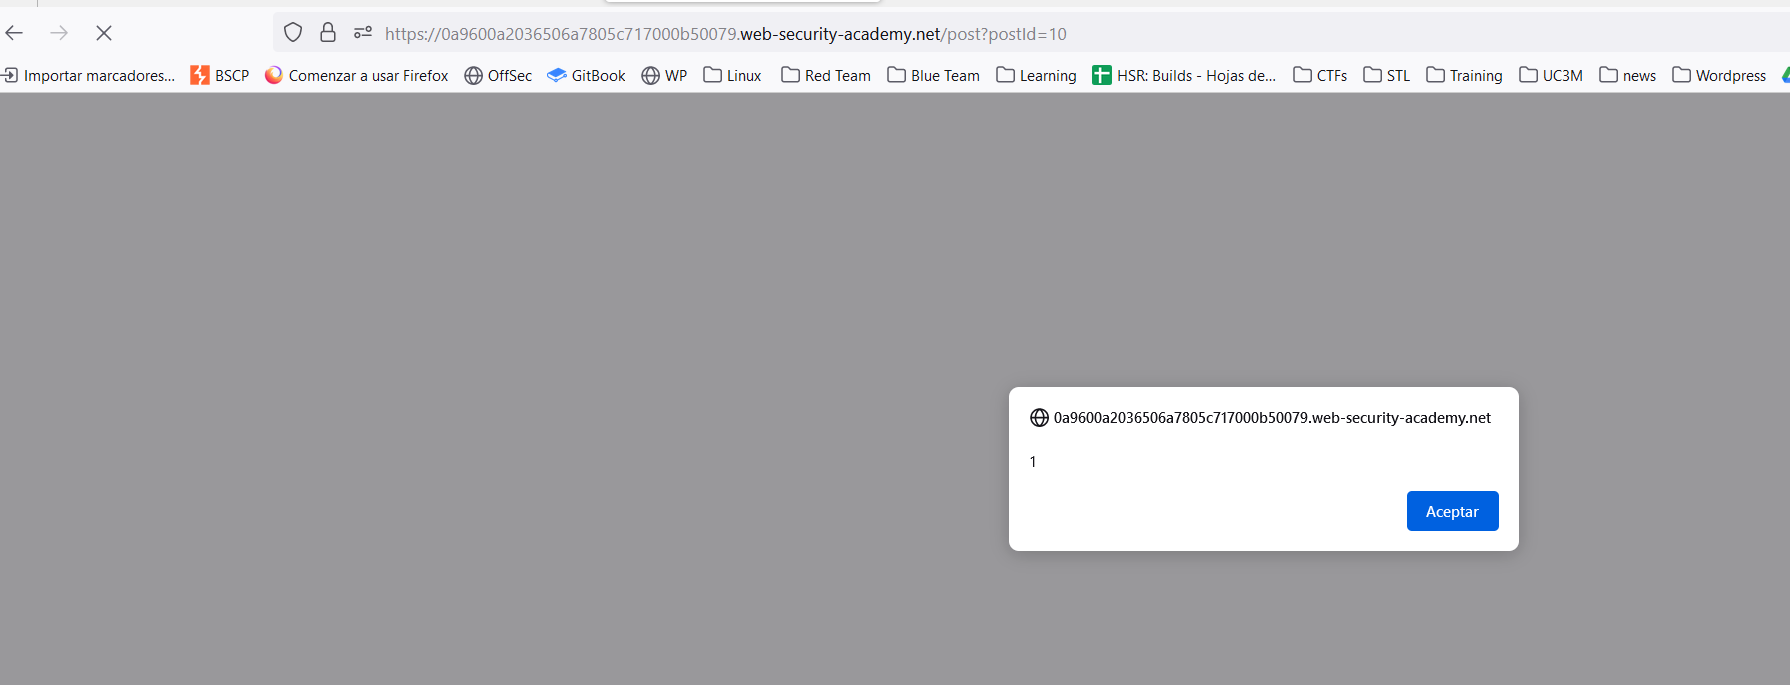 https://0a9600a2036506a7805c717000b50079.web-security-academy.net/post?postId=10
Importar marcadores... BSCP Comenzar a usar Firefox OffSec GitBook WP Linux Red Team Blue Team Learning HSR: Builds - Hojas de... CTFs STL Training UC3M news Wordpress
0a9600a2036506a7805c717000b50079.web-security-academy.net
1
Aceptar